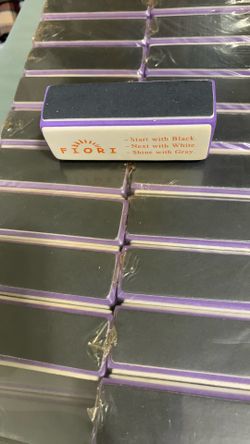 FIORI
- Start with Black.
- Next with White.
- Shine with Gray.